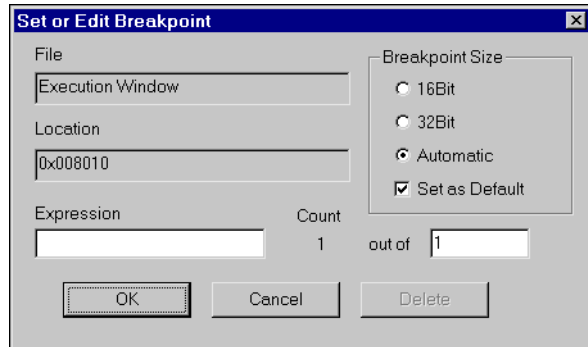 Set or Edit Breakpoint
File
Execution Window
Location
0x008010
Breakpoint Size
16Bit
32Bit
Automatic
Set as Default
Expression
Count
1 out of 1
OK Cancel Delete